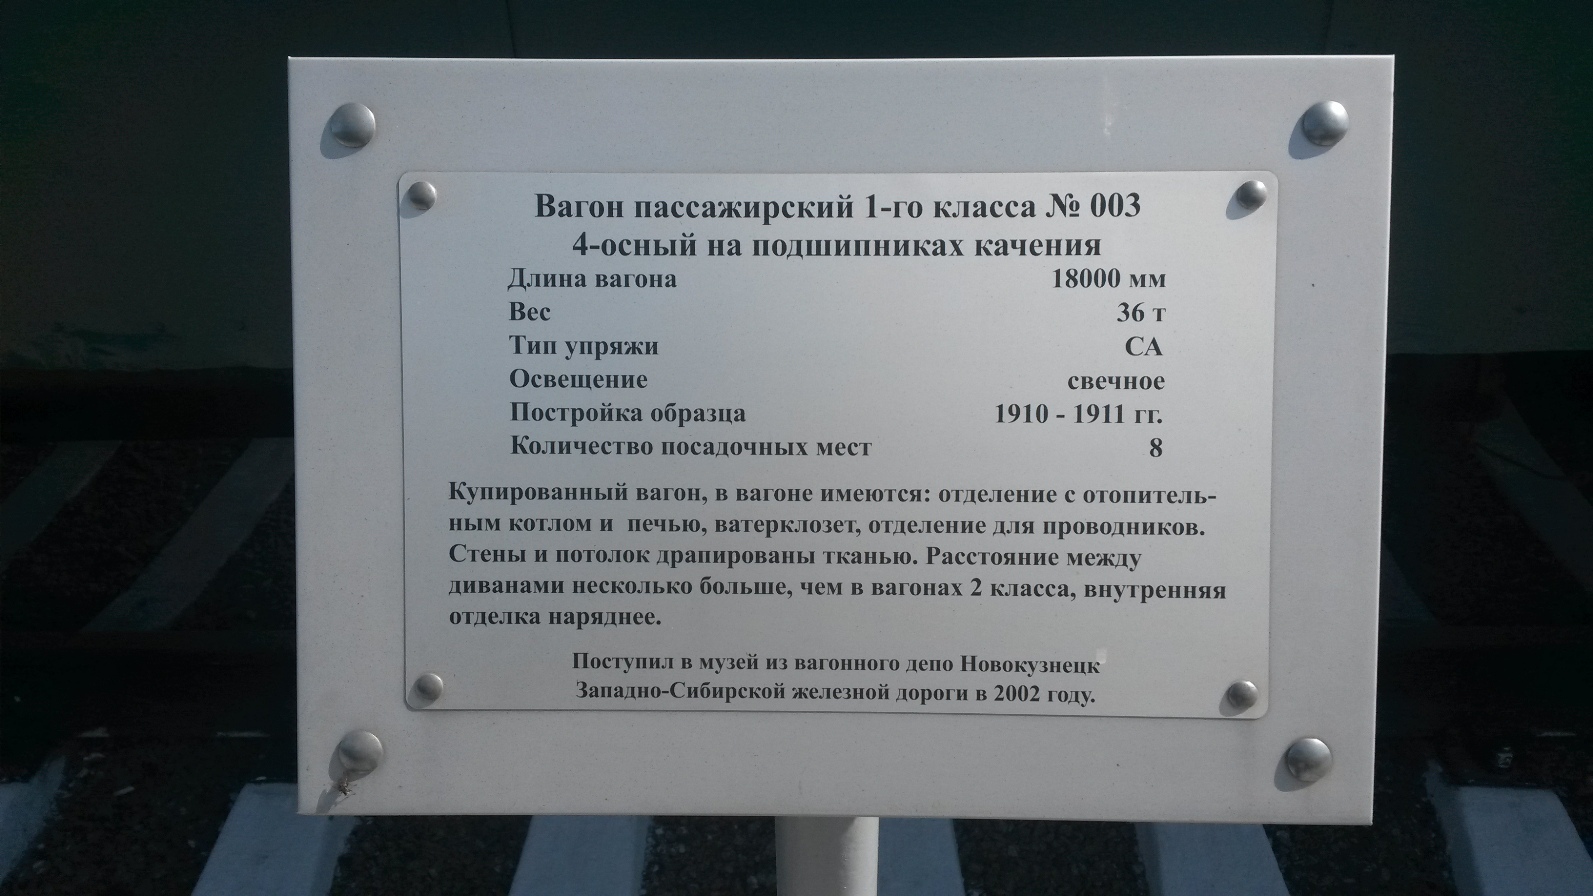 Вагон пассажирский 1-го класса № 003
4-осный на подшипниках качения
Длина вагона 18000 мм
Вес 36 т
Тип упряжи СА
Освещение свечное
Постройка образца 1910 - 1911 гг.
Количество посадочных мест 8
Купированный вагон, в вагоне имеются: отделение с отопитель-
ным котлом и печью, ватерклозет, отделение для проводников.
Стены и потолок драпированы тканью. Расстояние между
диванами несколько больше, чем в вагонах 2 класса, внутренняя
отделка наряднее.
Поступил в музей из вагонного депо Новокузнецк
Западно-Сибирской железной дороги в 2002 году.